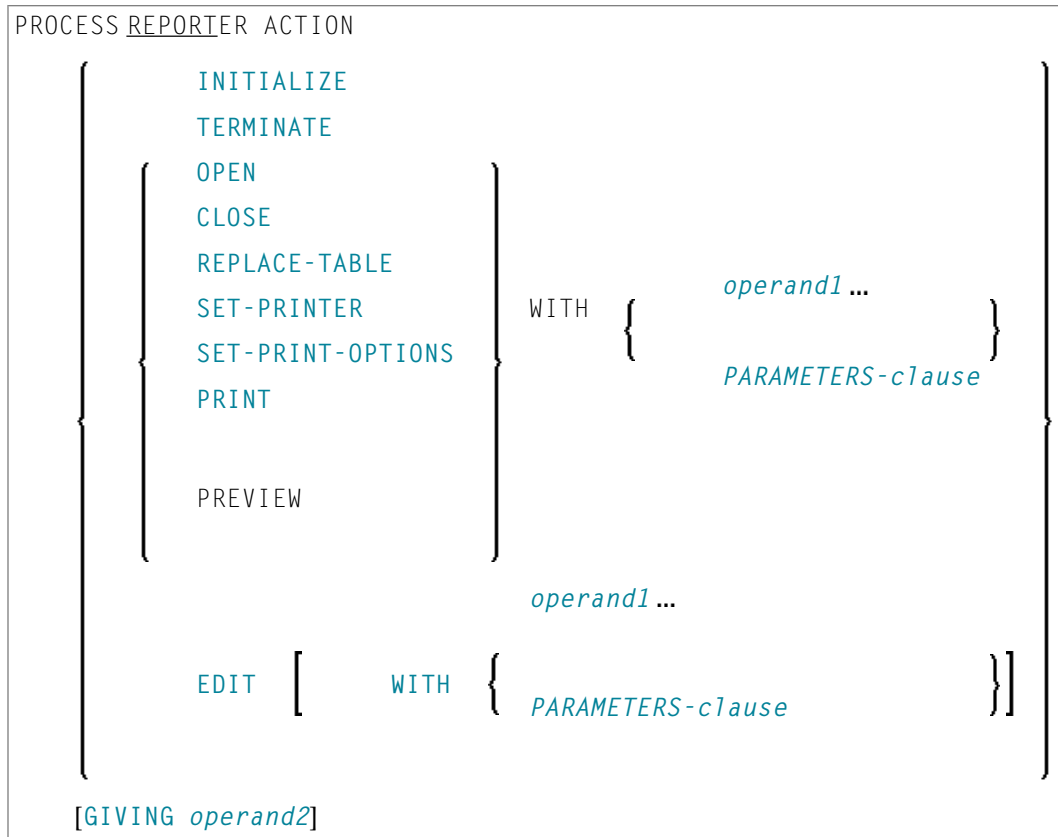 PROCESS REPORTER ACTION
INITIALIZE
TERMINATE
OPEN
CLOSE
REPLACE-TABLE
SET-PRINTER
SET-PRINT-OPTIONS
PRINT
PREVIEW
WITH { operand1 ...
PARAMETERS-clause }
operand1 ...
EDIT [ WITH { PARAMETERS-clause }]
[GIVING operand2]